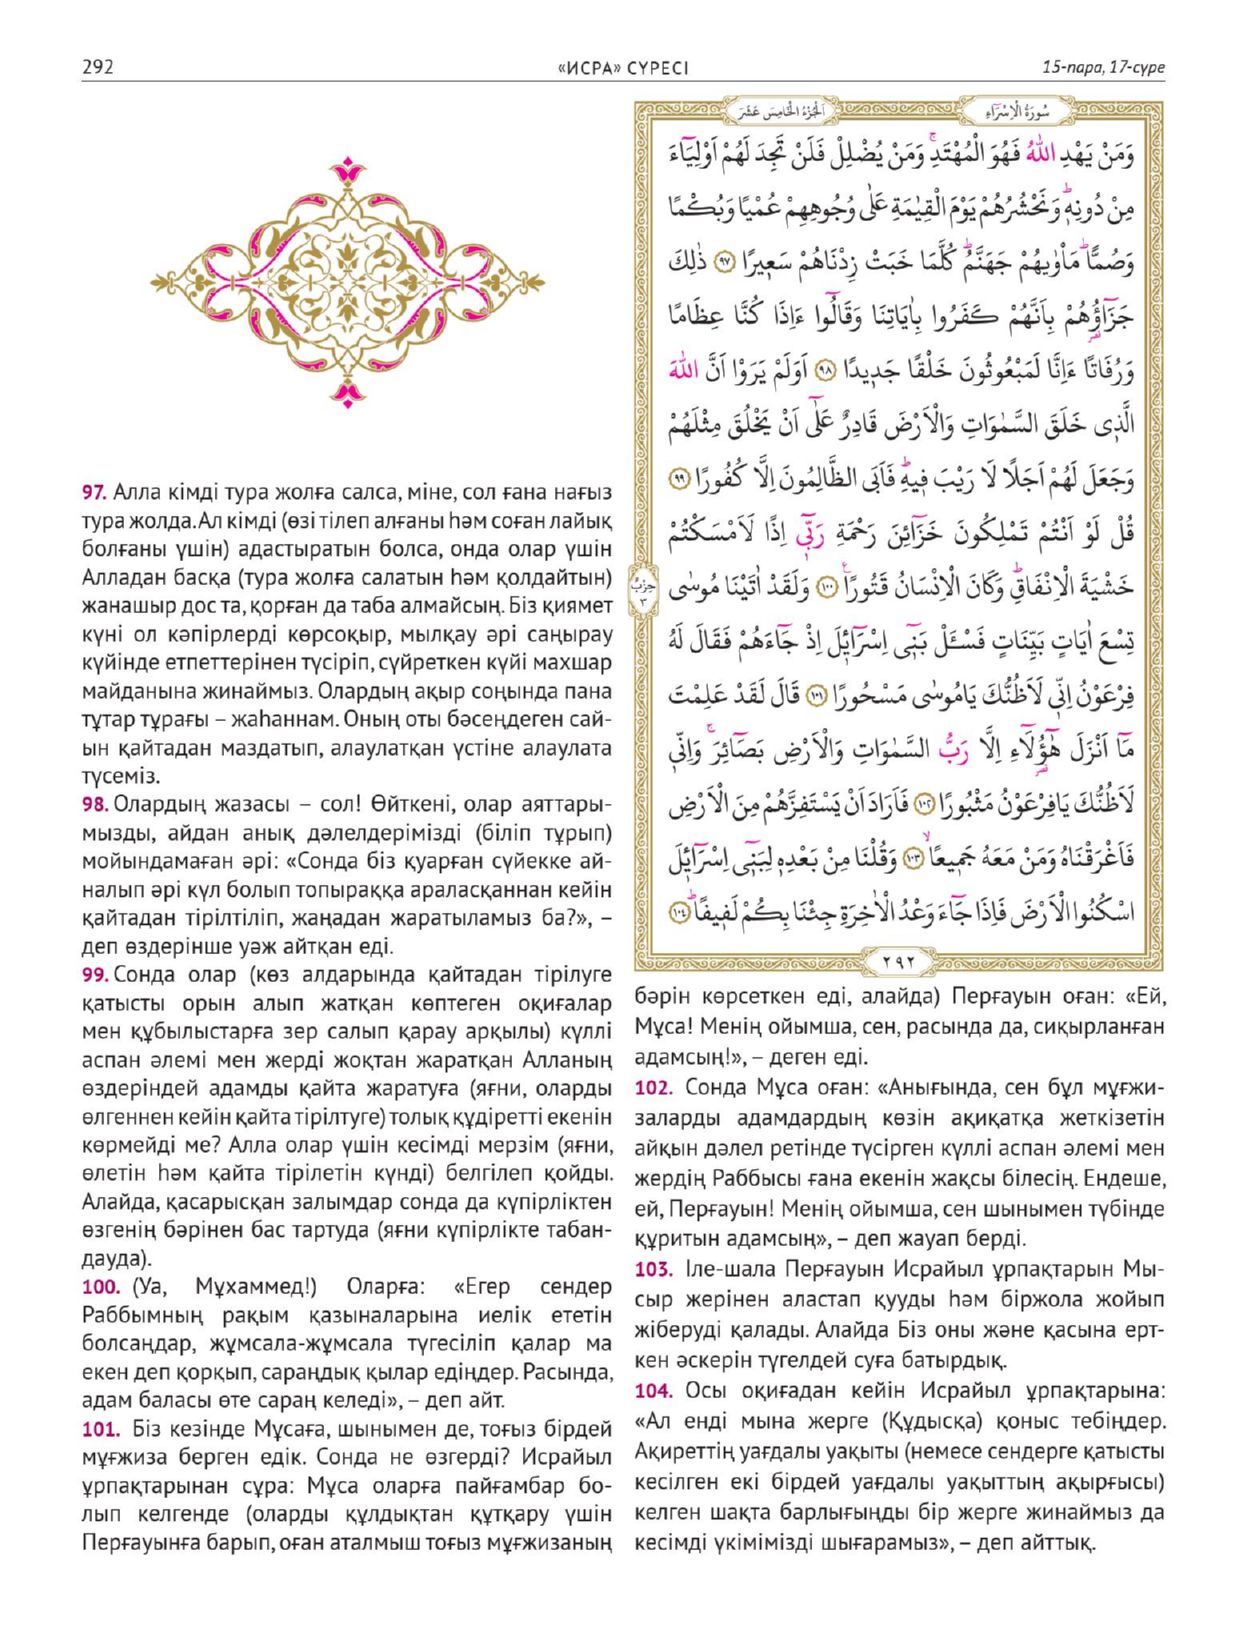 292
«ИСРА» СҮРЕСІ
15-пара, 17-сүре
97. Алла кімді тура жолға салса, міне, сол ғана нағыз
тура жолда. Ал кімді (өзі тілеп алғаны һәм соған лайық
болғаны үшін) адастыратын болса, онда олар үшін
Алладан басқа (тура жолға салатын һәм қолдайтын)
жанашыр дос та, қорған да таба алмайсың. Біз қиямет
күні ол кәпірлерді көрсоқыр, мылқау әрі саңырау
күйінде етпеттерінен түсіріп, сүйреткен күйі махшар
майданына жинаймыз. Олардың ақыр соңында пана
тұтар тұрағы – жаһаннам. Оның оты бәсеңдеген сай-
ын қайтадан маздатып, алаулатқан үстіне алаулата
түсеміз.
98. Олардың жазасы – сол! Өйткені, олар аяттары-
мызды, айдан анық дәлелдерімізді (біліп тұрып)
мойындамаған әрі: «Сонда біз қуарған сүйекке ай-
налып әрі күл болып топыраққа араласқаннан кейін
қайтадан тірілтіліп, жаңадан жаратыламыз ба?», –
деп өздерінше уәж айтқан еді.
99. Сонда олар (көз алдарында қайтадан тірілуге
қатысты орын алып жатқан көптеген оқиғалар
мен құбылыстарға зер салып қарау арқылы) күллі
аспан әлемі мен жерді жоқтан жаратқан Алланың
өздеріндей адамды қайта жаратуға (яғни, оларды
өлгеннен кейін қайта тірілтуге) толық құдіретті екенін
көрмейді ме? Алла олар үшін кесімді мерзім (яғни,
өлетін һәм қайта тірілетін күнді) белгілеп қойды.
Алайда, қасарысқан залымдар сонда да күпірліктен
өзгенің бәрінен бас тартуда (яғни күпірлікте табан-
дауда).
100. (Уа, Мұхаммед!) Оларға: «Егер сендер
Раббымның рақым қазыналарына иелік ететін
болсаңдар, жұмсала-жұмсала түгесіліп қалар ма
екен деп қорқып, сараңдық қылар едіңдер. Расында,
адам баласы өте сараң келеді», – деп айт.
101. Біз кезінде Мұсаға, шынымен де, тоғыз бірдей
мұғжиза берген едік. Сонда не өзгерді? Исрайыл
ұрпақтарынан сұра: Мұса оларға пайғамбар бо-
лып келгенде (оларды құлдықтан құтқару үшін
Перғауынға барып, оған аталмыш тоғыз мұғжизаның
الْجُزْءُ الْخَامِسَ عَشَرَ
سُورَةُ الْاِسْرَٓاءِ
وَمَنْ يَهْدِ اللّٰهُ فَهُوَ الْمُهْتَدِۚ وَمَنْ يُضْلِلْ فَلَنْ تَجِدَ لَهُمْ اَوْلِيَٓاءَ
مِنْ دُونِه۪ۜ وَنَحْشُرُهُمْ يَوْمَ الْقِيٰمَةِ عَلٰى وُجُوهِهِمْ عُمْيًا وَبُكْمًا
وَصُمًّاۜ مَأْوٰيهُمْ جَهَنَّمُۜ كُلَّمَا خَبَتْ زِدْنَاهُمْ سَع۪يرًا ﴿٩٧﴾ ذٰلِكَ
جَزَٓاؤُ۬هُمْ بِاَنَّهُمْ كَفَرُوا بِاٰيَاتِنَا وَقَالُٓوا ءَاِذَا كُنَّا عِظَامًا
وَرُفَاتًا ءَاِنَّا لَمَبْعُوثُونَ خَلْقًا جَد۪يدًا ﴿٩٨﴾ اَوَلَمْ يَرَوْا اَنَّ اللّٰهَ
الَّذ۪ي خَلَقَ السَّمٰوَاتِ وَالْاَرْضَ قَادِرٌ عَلٰٓى اَنْ يَخْلُقَ مِثْلَهُمْ
وَجَعَلَ لَهُمْ اَجَلًا لَا رَيْبَ ف۪يهِۜ فَاَبَى الظَّالِمُونَ اِلَّا كُفُورًا ﴿٩٩﴾
قُلْ لَوْ اَنْتُمْ تَمْلِكُونَ خَزَٓائِنَ رَحْمَةِ رَبّ۪ٓي اِذًا لَاَمْسَكْتُمْ
خَشْيَةَ الْاِنْفَاقِۜ وَكَانَ الْاِنْسَانُ قَتُورًا۟ ﴿١٠٠﴾ وَلَقَدْ اٰتَيْنَا مُوسٰى
حزب ٣
تِسْعَ اٰيَاتٍ بَيِّنَاتٍ فَسْـَٔلْ بَن۪ٓي اِسْرَٓائ۪لَ اِذْ جَٓاءَهُمْ فَقَالَ لَهُ
فِرْعَوْنُ اِنّ۪ي لَاَظُنُّكَ يَامُوسٰى مَسْحُورًا ﴿١٠١﴾ قَالَ لَقَدْ عَلِمْتَ
مَٓا اَنْزَلَ هٰٓؤُ۬لَٓاءِ اِلَّا رَبُّ السَّمٰوَاتِ وَالْاَرْضِ بَصَٓائِرَۚ وَاِنّ۪ي
لَاَظُنُّكَ يَافِرْعَوْنُ مَثْبُورًا ﴿١٠٢﴾ فَاَرَادَ اَنْ يَسْتَفِزَّهُمْ مِنَ الْاَرْضِ
فَاَغْرَقْنَاهُ وَمَنْ مَعَهُ جَم۪يعًاۙ ﴿١٠٣﴾ وَقُلْنَا مِنْ بَعْدِه۪ لِبَن۪ٓي اِسْرَٓائ۪لَ
اسْكُنُوا الْاَرْضَ فَاِذَا جَٓاءَ وَعْدُ الْاٰخِرَةِ جِئْنَا بِكُمْ لَف۪يفًاۜ ﴿١٠٤﴾
٢٩٢
бәрін көрсеткен еді, алайда) Перғауын оған: «Ей,
Мұса! Менің ойымша, сен, расында да, сиқырланған
адамсың!», – деген еді.
102. Сонда Мұса оған: «Анығында, сен бұл мұғжи-
заларды адамдардың көзін ақиқатқа жеткізетін
айқын дәлел ретінде түсірген күллі аспан әлемі мен
жердің Раббысы ғана екенін жақсы білесің. Ендеше,
ей, Перғауын! Менің ойымша, сен шынымен түбінде
құритын адамсың», – деп жауап берді.
103. Іле-шала Перғауын Исрайыл ұрпақтарын Мы-
сыр жерінен аластап қууды һәм біржола жойып
жіберуді қалады. Алайда Біз оны және қасына ерт-
кен әскерін түгелдей суға батырдық.
104. Осы оқиғадан кейін Исрайыл ұрпақтарына:
«Ал енді мына жерге (Құдысқа) қоныс тебіңдер.
Ақиреттің уағдалы уақыты (немесе сендерге қатысты
кесілген екі бірдей уағдалы уақыттың ақырғысы)
келген шақта барлығыңды бір жерге жинаймыз да
кесімді үкімімізді шығарамыз», – деп айттық.